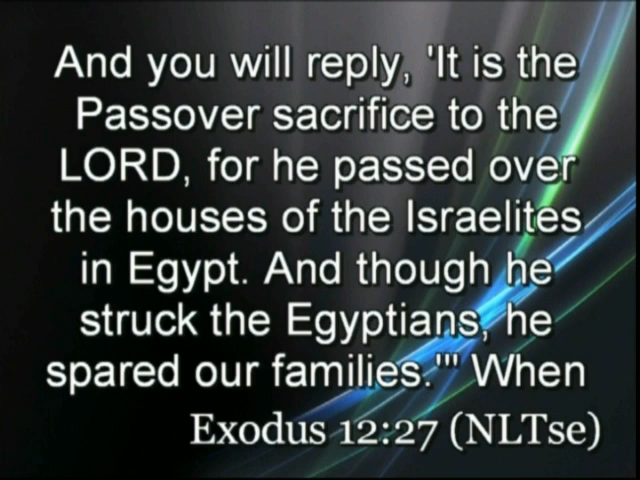 And you will reply, 'It is the
Passover sacrifice to the
LORD, for he passed over
the houses of the Israelites
in Egypt. And though he
struck the Egyptians, he
spared our families.'" When
Exodus 12:27 (NLTse)